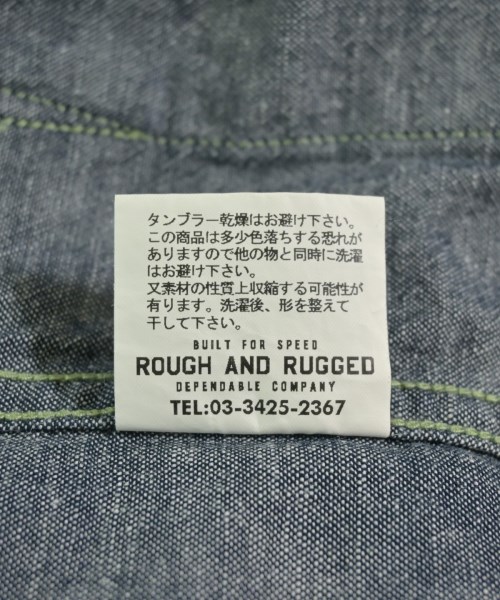 タンブラー乾燥はお避け下さい。
この商品は多少色落ちする恐れが
ありますので他の物と同時に洗濯
はお避け下さい。
又素材の性質上収縮する可能性が
有ります。洗濯後、形を整えて
干して下さい。
BUILT FOR SPEED
ROUGH AND RUGGED
DEPENDABLE COMPANY
TEL:03-3425-2367